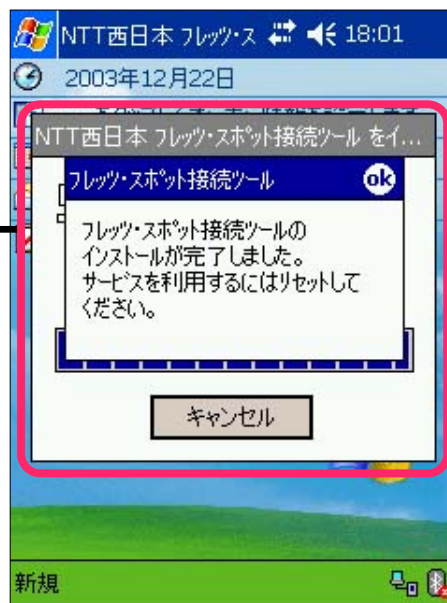 NTT西日本 フレッツ・ス 18:01
2003年12月22日
NTT西日本 フレッツ・スポット接続ツール をイ...
フレッツ・スポット接続ツール ok
フレッツ・スポット接続ツールの
インストールが完了しました。
サービスを利用するにはリセットして
ください。
キャンセル
新規